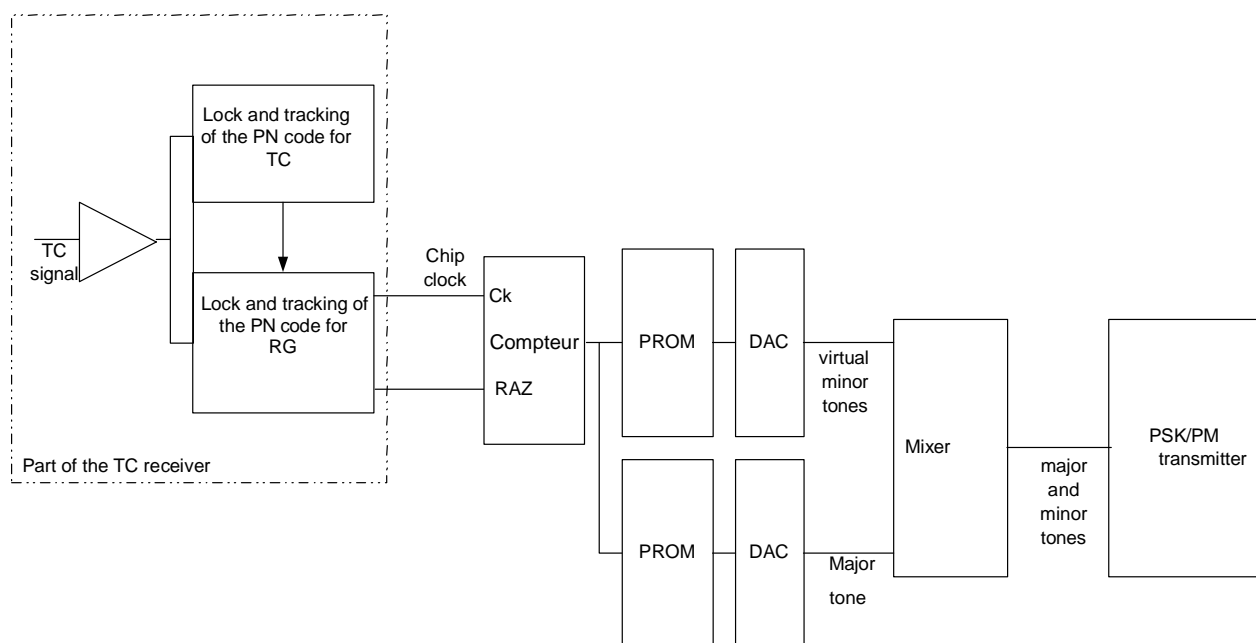 Lock and tracking
of the PN code for
TC
TC
signal
Lock and tracking of
the PN code for
RG
Part of the TC receiver
Chip
clock
Ck
Compteur
RAZ
PROM
DAC
virtual
minor
tones
PROM
DAC
Major
tone
Mixer
major
and
minor
tones
PSK/PM
transmitter